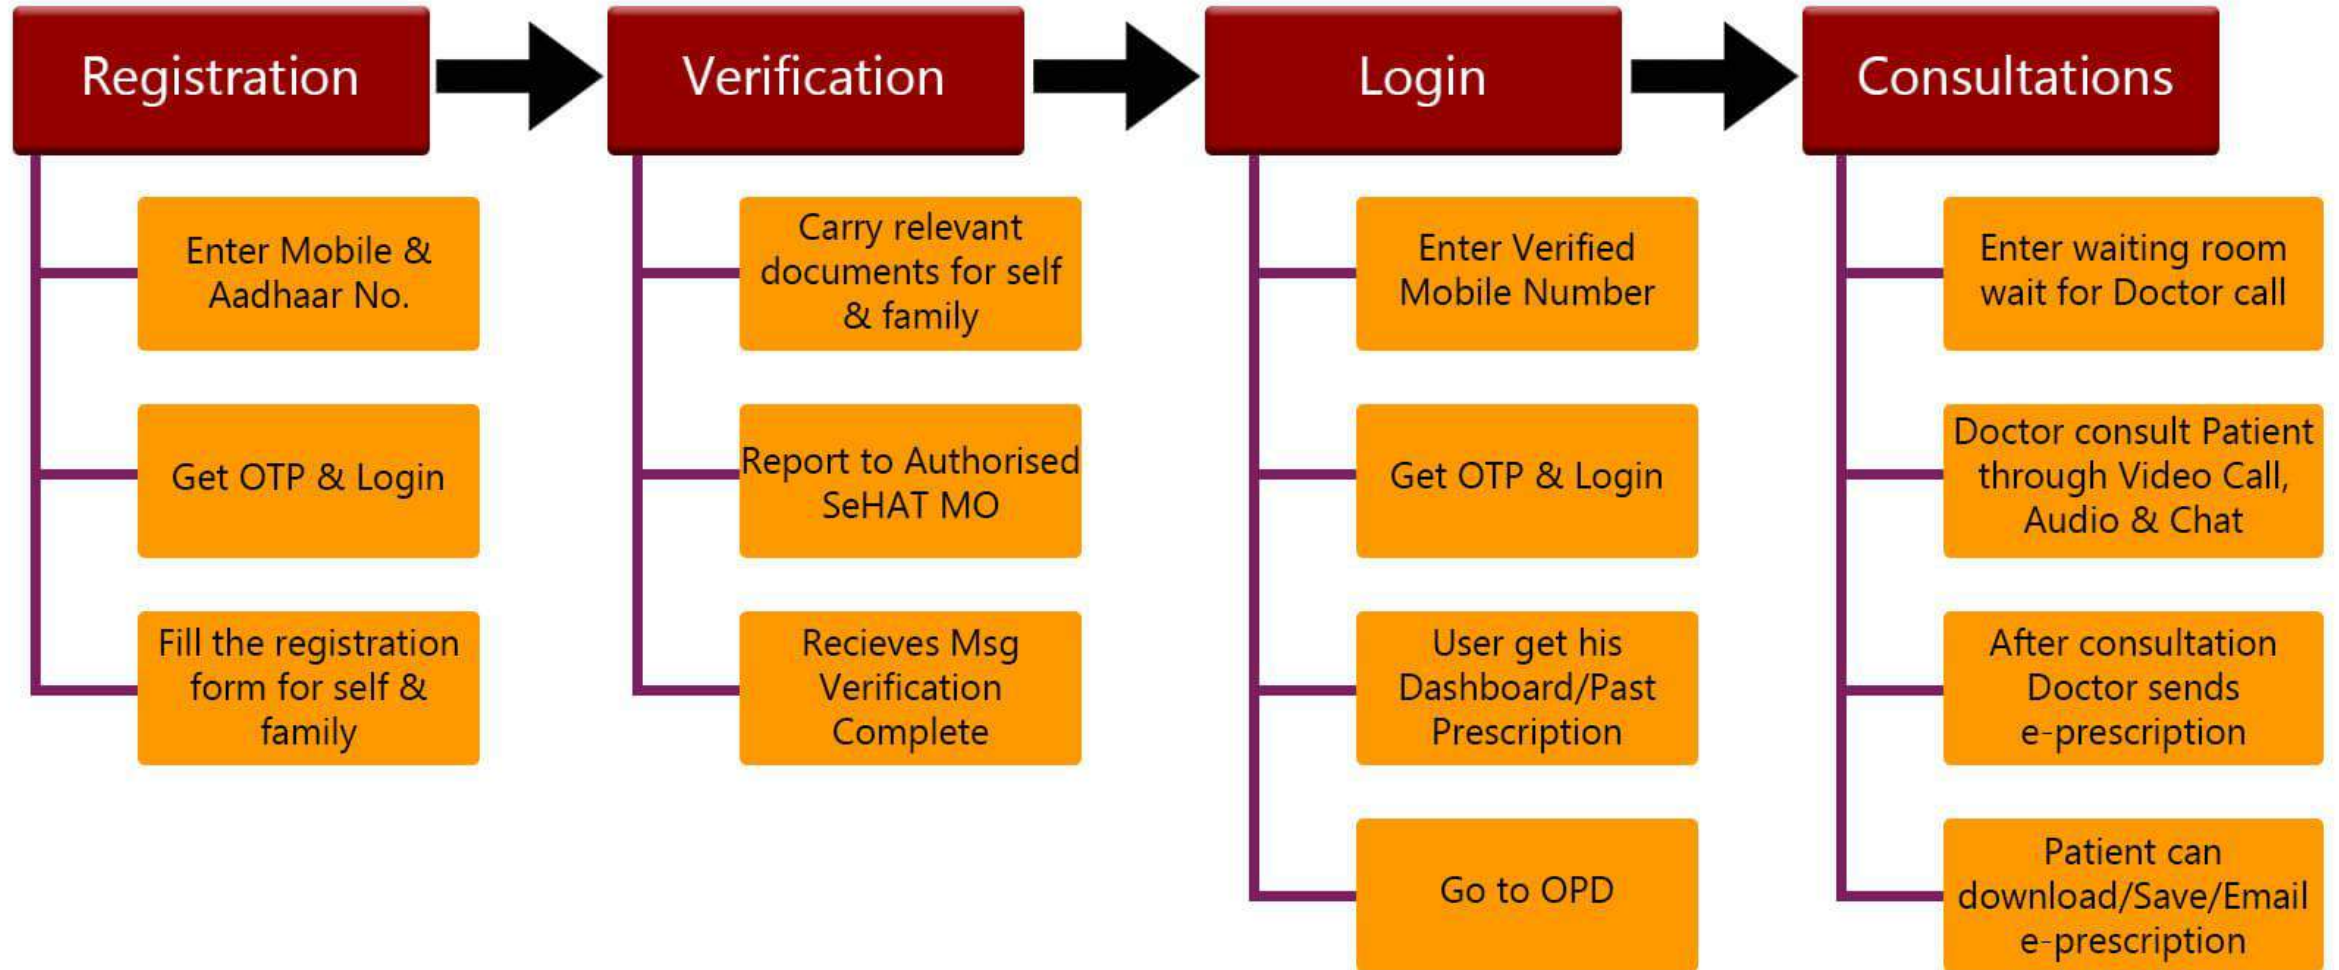 Registration
Enter Mobile &
Aadhaar No.
Get OTP & Login
Fill the registration
form for self &
family
Verification
Carry relevant
documents for self
& family
Report to Authorised
SeHAT MO
Recieves Msg
Verification
Complete
Login
Enter Verified
Mobile Number
Get OTP & Login
User get his
Dashboard/Past
Prescription
Go to OPD
Consultations
Enter waiting room
wait for Doctor call
Doctor consult Patient
through Video Call,
Audio & Chat
After consultation
Doctor sends
e-prescription
Patient can
download/Save/Email
e-prescription